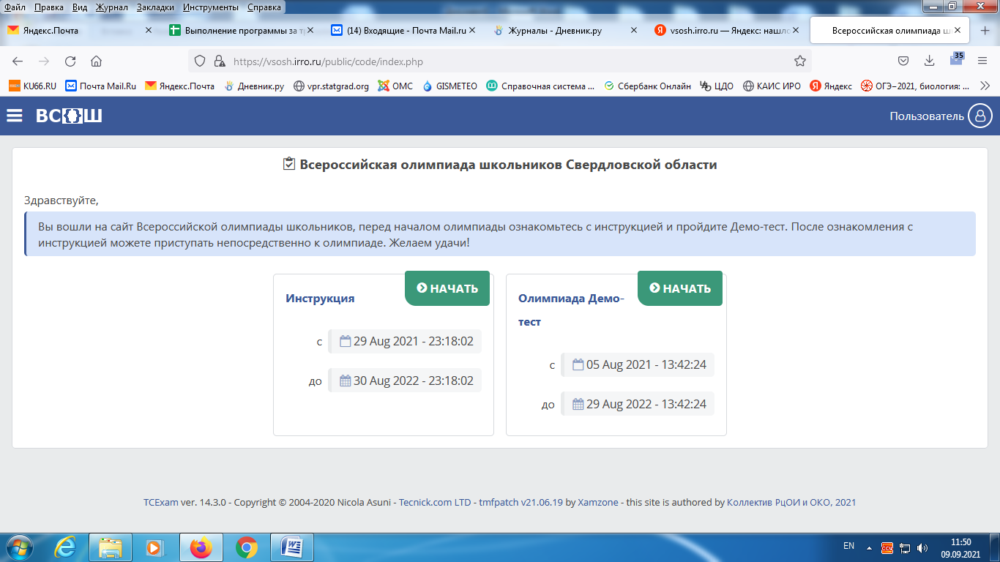 Файл Правка Вид Журнал Закладки Инструменты Справка
Яндекс.Почта
Выполнение программы за тр
(14) Входящие - Почта Mail.ru
Журналы - Дневник.ру
vsosh.irro.ru — Яндекс: нашло
Всероссийская олимпиада ш
https://vsosh.irro.ru/public/code/index.php
35
KU66.RU Почта Mail.Ru Яндекс.Почта Дневник.ру vpr.statgrad.org ОМС GISMETEO Справочная система ... Сбербанк Онлайн ЦДО КАИС ИРО Яндекс ОГЭ–2021, биология: ...
ВС{}Ш
Пользователь
Всероссийская олимпиада школьников Свердловской области
Здравствуйте,
Вы вошли на сайт Всероссийской олимпиады школьников, перед началом олимпиады ознакомьтесь с инструкцией и пройдите Демо-тест. После ознакомления с
инструкцией можете приступать непосредственно к олимпиаде. Желаем удачи!
НАЧАТЬ
Инструкция
с 29 Aug 2021 - 23:18:02
до 30 Aug 2022 - 23:18:02
НАЧАТЬ
Олимпиада Демо-
тест
с 05 Aug 2021 - 13:42:24
до 29 Aug 2022 - 13:42:24
TCExam ver. 14.3.0 - Copyright © 2004-2020 Nicola Asuni - Tecnick.com LTD - tmfpatch v21.06.19 by Xamzone - this site is authored by Коллектив РцОИ и ОКО, 2021
EN
11:50
09.09.2021